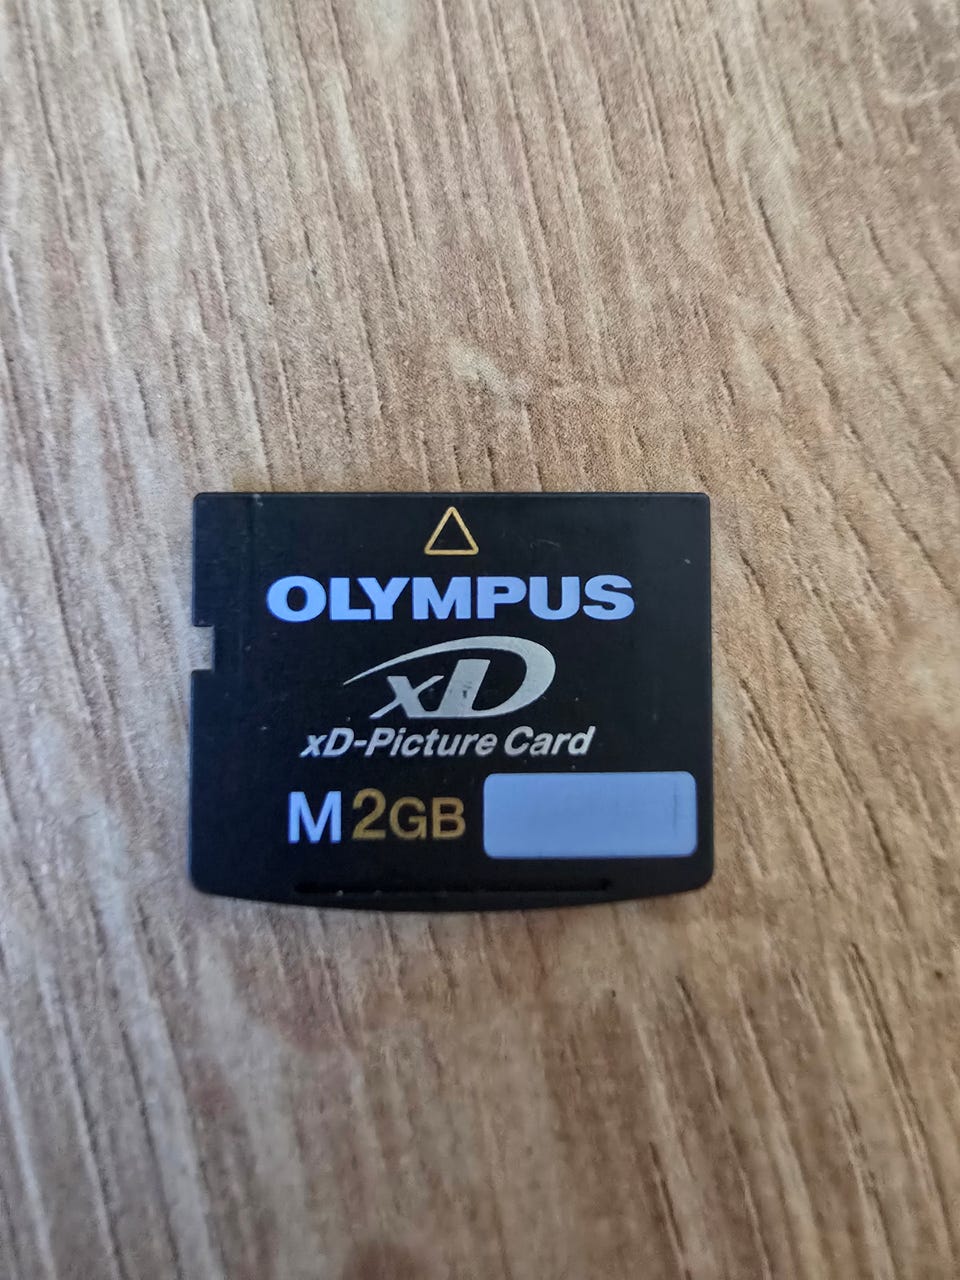 OLYMPUS
xD
xD-Picture Card
M 2GB